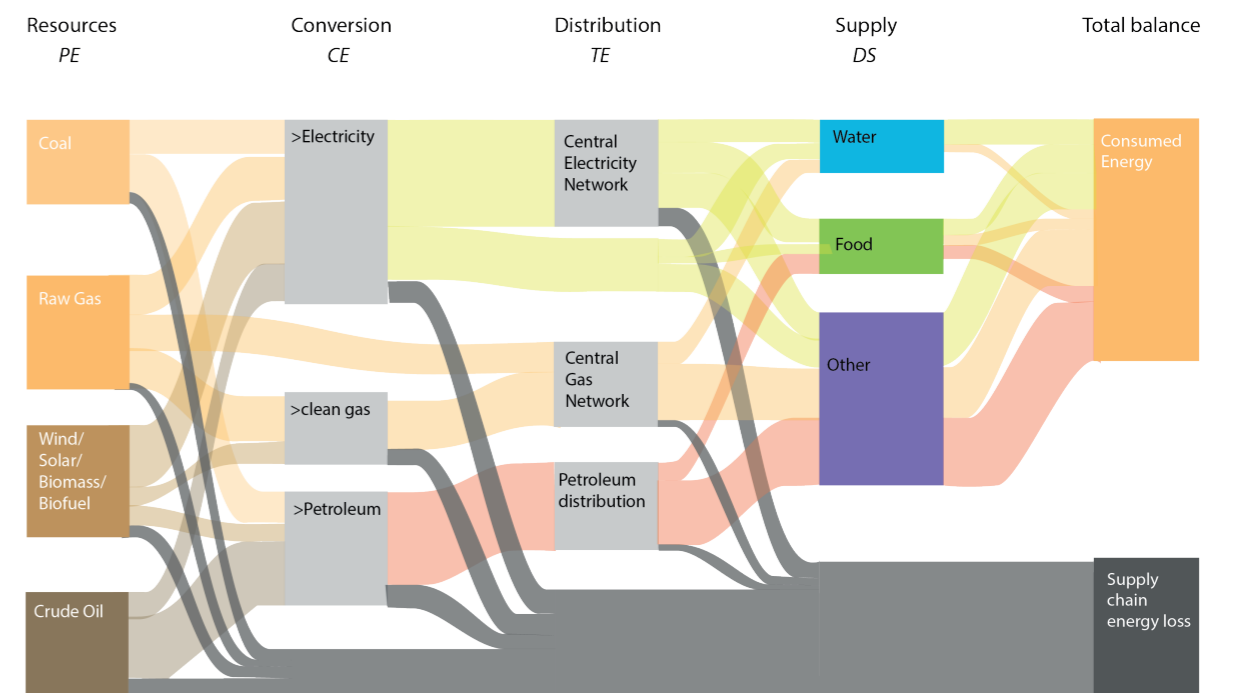 Resources
PE
Conversion
CE
Distribution
TE
Supply
DS
Total balance
Coal
Raw Gas
Wind/
Solar/
Biomass/
Biofuel
Crude Oil
>Electricity
>clean gas
>Petroleum
Central
Electricity
Network
Central
Gas
Network
Petroleum
distribution
Water
Food
Other
Consumed
Energy
Supply
chain
energy loss